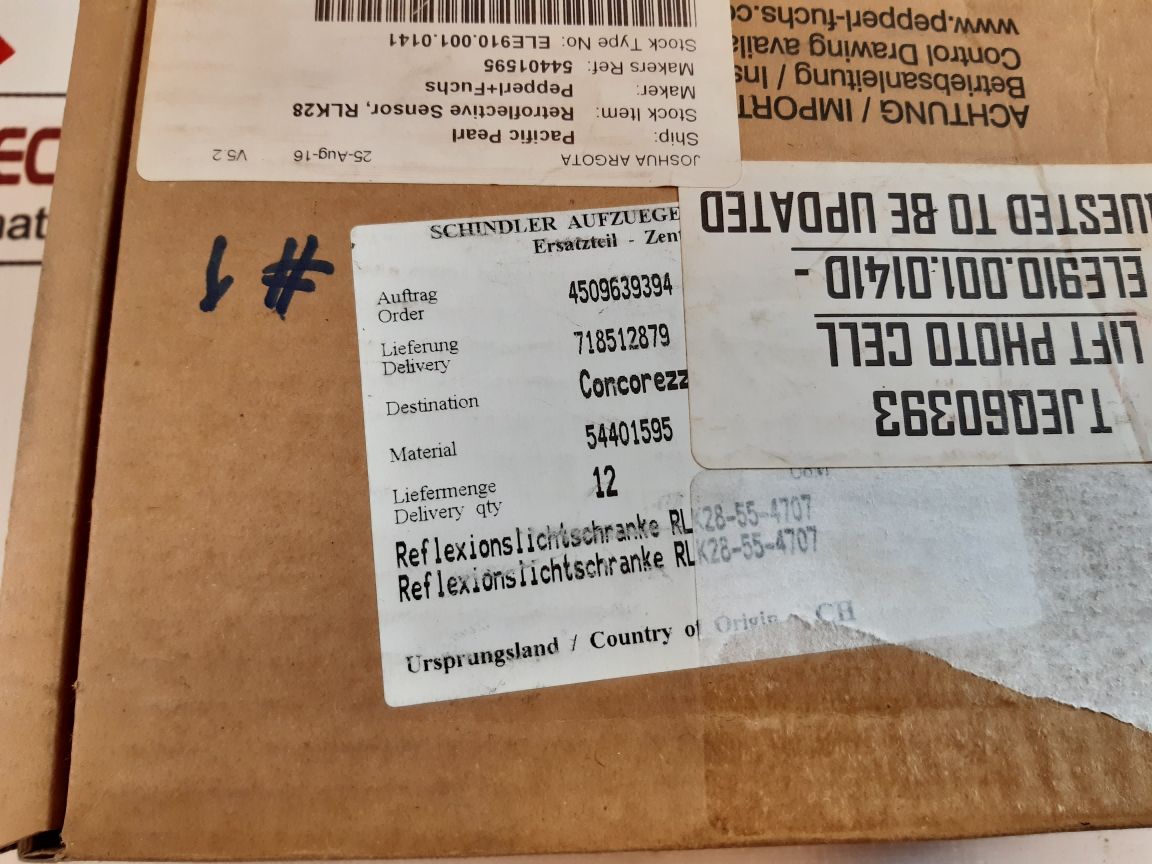 JOSHUA ARGOTA 25-Aug-16 V5.2
Ship: Pacific Pearl
Stock Item: Retroflective Sensor, RLK28
Maker: Pepperl+Fuchs
Makers Ref: 54401595
Stock Type No: ELE910.001.0141
ACHTUNG / IMPORT
Betriebsanleitung / Ins
Control Drawing availa
www.pepperl-fuchs.co
TJEQ60393
LIFT PHOTO CELL
ELE910.001.0141D -
UESTED TO BE UPDATED
# 1
SCHINDLER AUFZUEGE
Ersatzteil - Zent
Auftrag 4509639394
Order
Lieferung 718512879
Delivery
Destination Concorezz
Material 54401595
Liefermenge 12
Delivery qty
Reflexionslichtschranke RLK28-55-4707
Reflexionslichtschranke RLK28-55-4707
Ursprungsland / Country of Origin CH
EC
mat